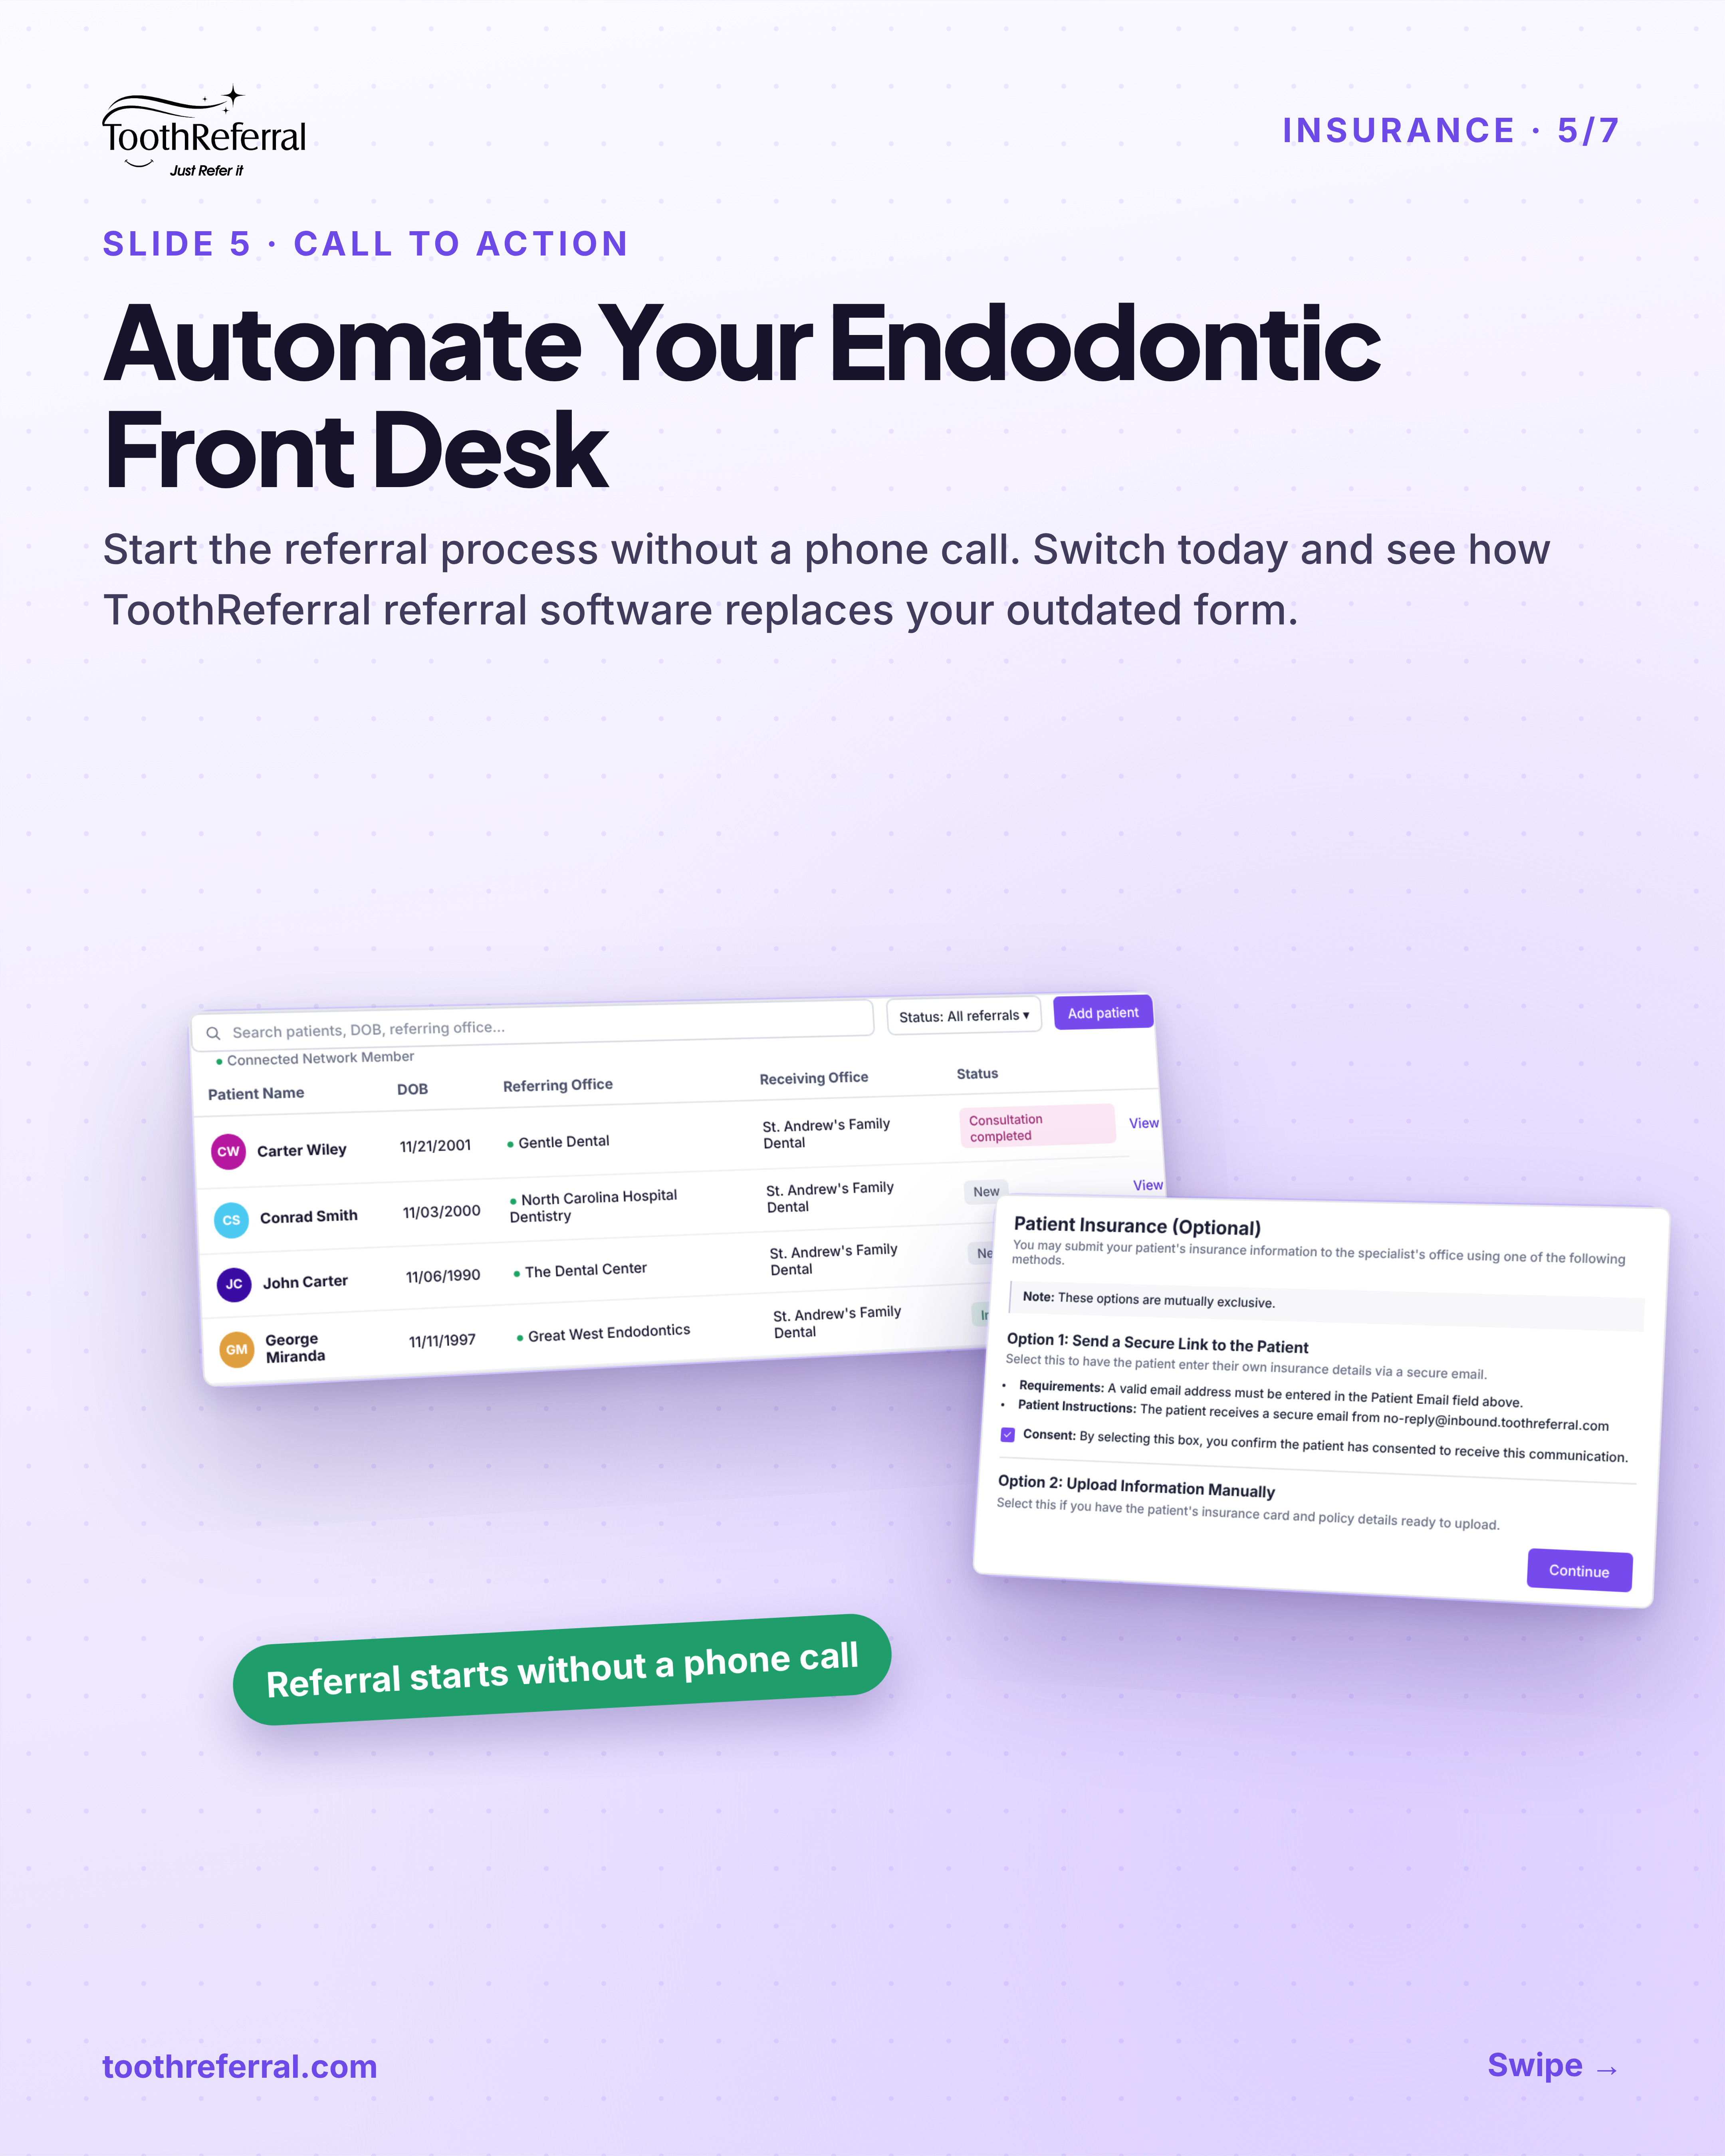 ToothReferral
Just Refer it
INSURANCE · 5/7
SLIDE 5 · CALL TO ACTION
Automate Your Endodontic
Front Desk
Start the referral process without a phone call. Switch today and see how
ToothReferral referral software replaces your outdated form.
Search patients, DOB, referring office...
Status: All referrals ▾
Add patient
● Connected Network Member
Patient Name DOB Referring Office Receiving Office Status
CW Carter Wiley 11/21/2001 ● Gentle Dental St. Andrew's Family
Dental
Consultation
completed
View
CS Conrad Smith 11/03/2000 ● North Carolina Hospital
Dentistry
St. Andrew's Family
Dental
New
View
JC John Carter 11/06/1990 ● The Dental Center St. Andrew's Family
Dental
Ne
GM George
Miranda
11/11/1997 ● Great West Endodontics St. Andrew's Family
Dental
Patient Insurance (Optional)
You may submit your patient's insurance information to the specialist's office using one of the following
methods.
Note: These options are mutually exclusive.
Option 1: Send a Secure Link to the Patient
Select this to have the patient enter their own insurance details via a secure email.
• Requirements: A valid email address must be entered in the Patient Email field above.
• Patient Instructions: The patient receives a secure email from no-reply@inbound.toothreferral.com
Consent: By selecting this box, you confirm the patient has consented to receive this communication.
Option 2: Upload Information Manually
Select this if you have the patient's insurance card and policy details ready to upload.
Continue
Referral starts without a phone call
toothreferral.com
Swipe →